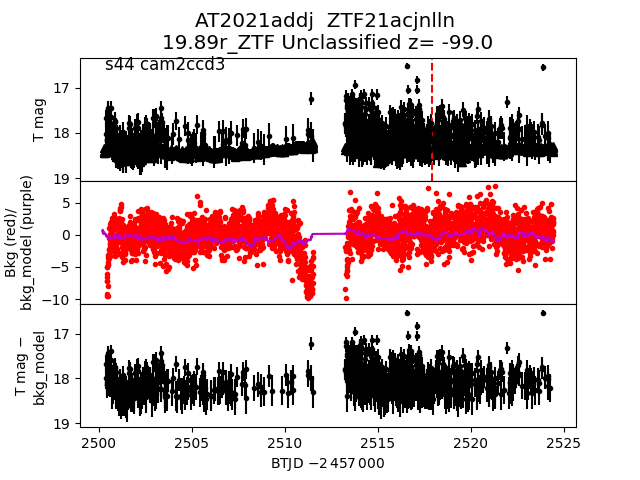 AT2021addj  ZTF21acjnlln
19.89r_ZTF Unclassified z= -99.0
s44 cam2ccd3
T mag
17
18
19
Bkg (red)/
bkg_model (purple)
5
0
−5
−10
T mag −
bkg_model
17
18
19
2500
2505
2510
2515
2520
2525
BTJD −2 457 000